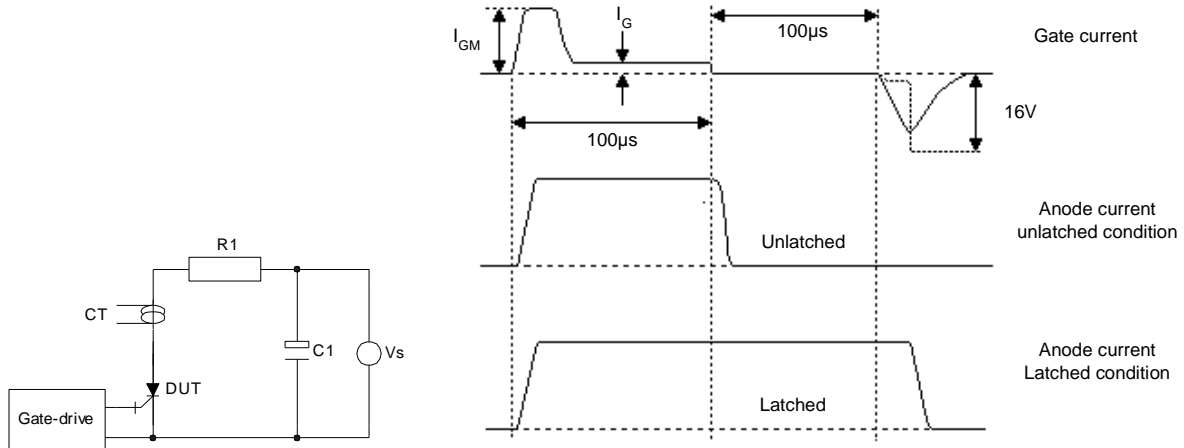 I_GM
I_G
100µs
Gate current
16V
100µs
Anode current
unlatched condition
Unlatched
Anode current
Latched condition
Latched
R1
CT
C1
Vs
DUT
Gate-drive